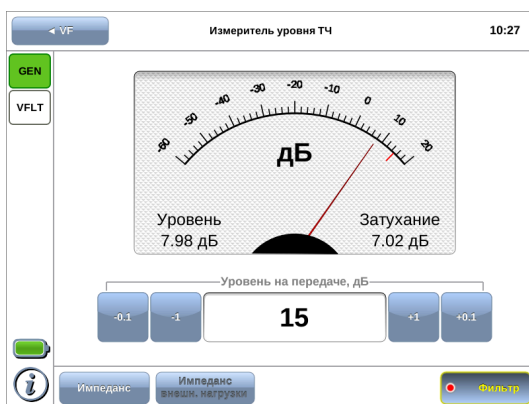 ◄ VF
Измеритель уровня ТЧ
10:27
GEN
VFLT
-60
-50
-40
-30
-20
-10
0
10
20
дБ
Уровень
7.98 дБ
Затухание
7.02 дБ
Уровень на передаче, дБ
-0.1
-1
15
+1
+0.1
i
Импеданс
Импеданс
внешн. нагрузки
Фильтр